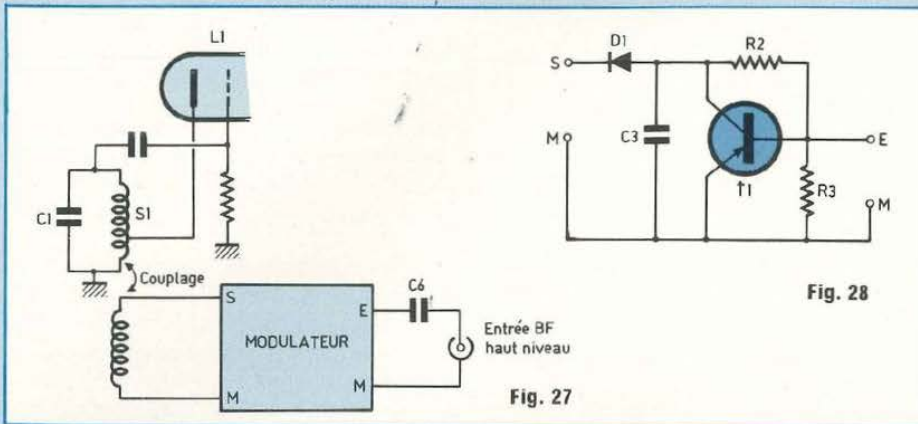 L1
C1
S1
Couplage
S
M
MODULATEUR
E
M
C6
Entrée BF
haut niveau
Fig. 27
S
D1
R2
M
C3
t1
E
R3
M
Fig. 28